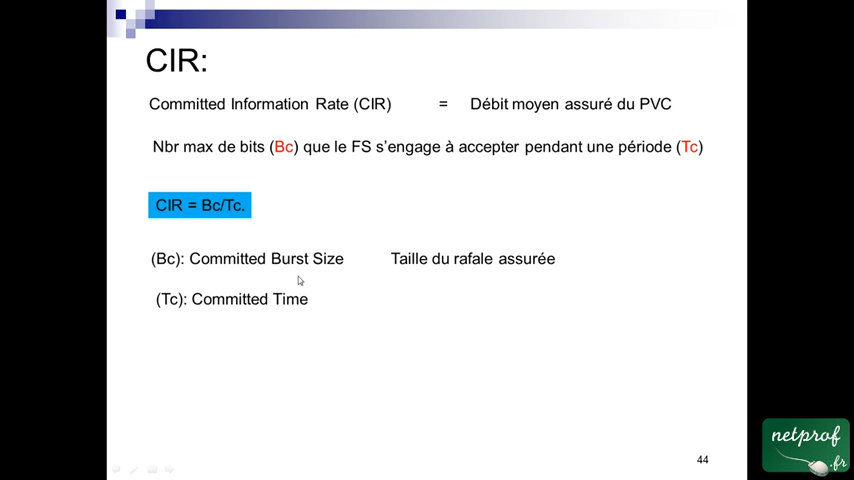 CIR:
Committed Information Rate (CIR) = Débit moyen assuré du PVC
Nbr max de bits (Bc) que le FS s'engage à accepter pendant une période (Tc)
CIR = Bc/Tc.
(Bc): Committed Burst Size Taille du rafale assurée
(Tc): Committed Time
44
netprof
.fr